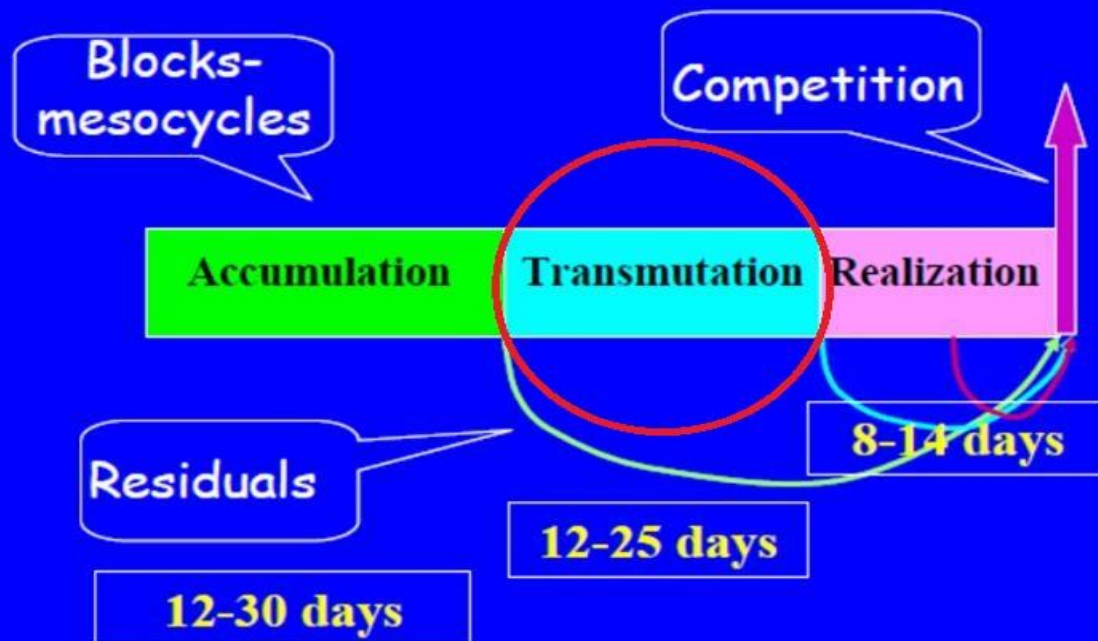 Blocks-
mesocycles
Competition
Accumulation
Transmutation
Realization
8-14 days
Residuals
12-25 days
12-30 days